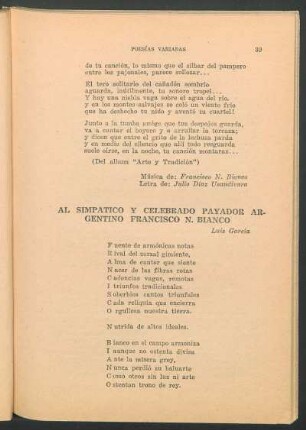 POESÍAS VARIADAS 39
de tu canción, lo mismo que el silbar del pampero
entre los pajonales, parece sollozar...
El tero solitario del cañadón sombrío
aguarda, inútilmente, tu sonoro tropel...
Y hoy una niebla vaga sobre el agua del río,
y en los montes salvajes se coló un viento frío
que ha deshecho tu nido y aventó tu cuartel!
Junto a la tumba amiga que tus despojos guarda,
va a cantar el boyero y a arrullar la torcaza;
y dicen que entre el grito de la lechuza parda
y en medio del silencio que allí todo resguarda
suele oirse, en la noche, tu canción montaraz...
(Del album "Arte y Tradición")
Música de: Francisco N. Bianco
Letra de: Julio Díaz Usandivaras
AL SIMPATICO Y CELEBRADO PAYADOR AR-
GENTINO FRANCISCO N. BIANCO
Luis García
F uente de armónicas notas
R ival del zorzal gimiente,
A lma de cantor que siente
N acer de las fibras rotas
C adencias vagas, remotas
I triunfos tradicionales
S oberbios cantos triunfales
C ada reliquia que encierra
O rgullosa nuestra tierra.
N utrida de altos ideales.
B lanco en el campo armoniza
I aunque no ostenta divisa
A nte la misera grey,
N unca perdió su baluarte
C omo otros sin luz ni arte
O stentan trono de rey.